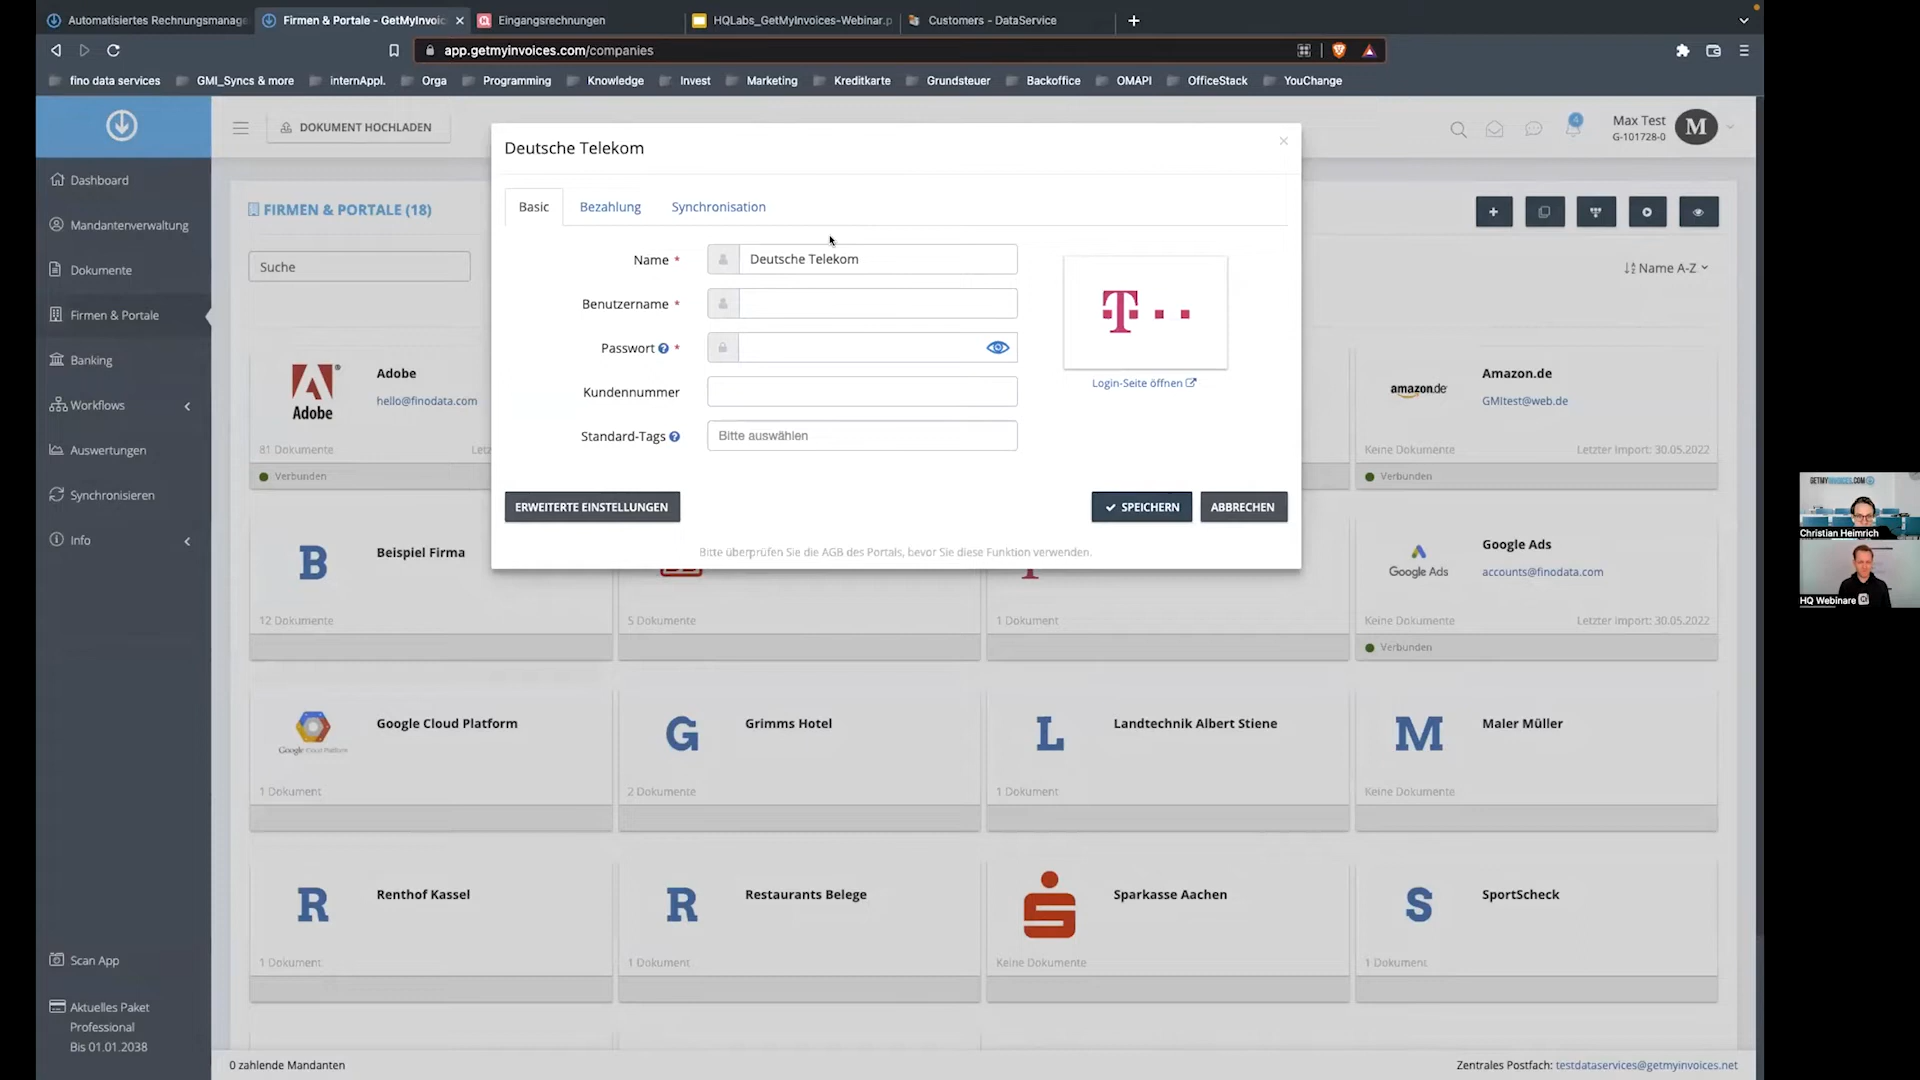 Automatisiertes Rechnungsmanage
Firmen & Portale - GetMyInvoic
Eingangsrechnungen
HQLabs_GetMyInvoices-Webinar.p
Customers - DataService
app.getmyinvoices.com/companies
fino data services
GMI_Syncs & more
internAppl.
Orga
Programming
Knowledge
Invest
Marketing
Kreditkarte
Grundsteuer
Backoffice
OMAPI
OfficeStack
YouChange
DOKUMENT HOCHLADEN
4
Max Test
G-101728-0
M
Dashboard
Mandantenverwaltung
Dokumente
Firmen & Portale
Banking
Workflows
Auswertungen
Synchronisieren
Info
Scan App
Aktuelles Paket
Professional
Bis 01.01.2038
FIRMEN & PORTALE (18)
Suche
Name A-Z
Deutsche Telekom
Basic
Bezahlung
Synchronisation
Name *
Deutsche Telekom
Benutzername *
Passwort *
Kundennummer
Standard-Tags
Bitte auswählen
T
Login-Seite öffnen
ERWEITERTE EINSTELLUNGEN
SPEICHERN
ABBRECHEN
Bitte überprüfen Sie die AGB des Portals, bevor Sie diese Funktion verwenden.
Adobe
Adobe
hello@finodata.com
81 Dokumente
Letz
Verbunden
amazon.de
Amazon.de
GMItest@web.de
Keine Dokumente
Letzter Import: 30.05.2022
Verbunden
B
Beispiel Firma
12 Dokumente
5 Dokumente
1 Dokument
Google Ads
Google Ads
accounts@finodata.com
Keine Dokumente
Letzter Import: 30.05.2022
Verbunden
Google Cloud Platform
Google Cloud Platform
1 Dokument
G
Grimms Hotel
2 Dokumente
L
Landtechnik Albert Stiene
1 Dokument
M
Maler Müller
Keine Dokumente
R
Renthof Kassel
1 Dokument
R
Restaurants Belege
1 Dokument
Sparkasse Aachen
Keine Dokumente
S
SportScheck
1 Dokument
0 zahlende Mandanten
Zentrales Postfach: testdataservices@getmyinvoices.net
GETMYINVOICES.COM
Christian Heimrich
HQ Webinare